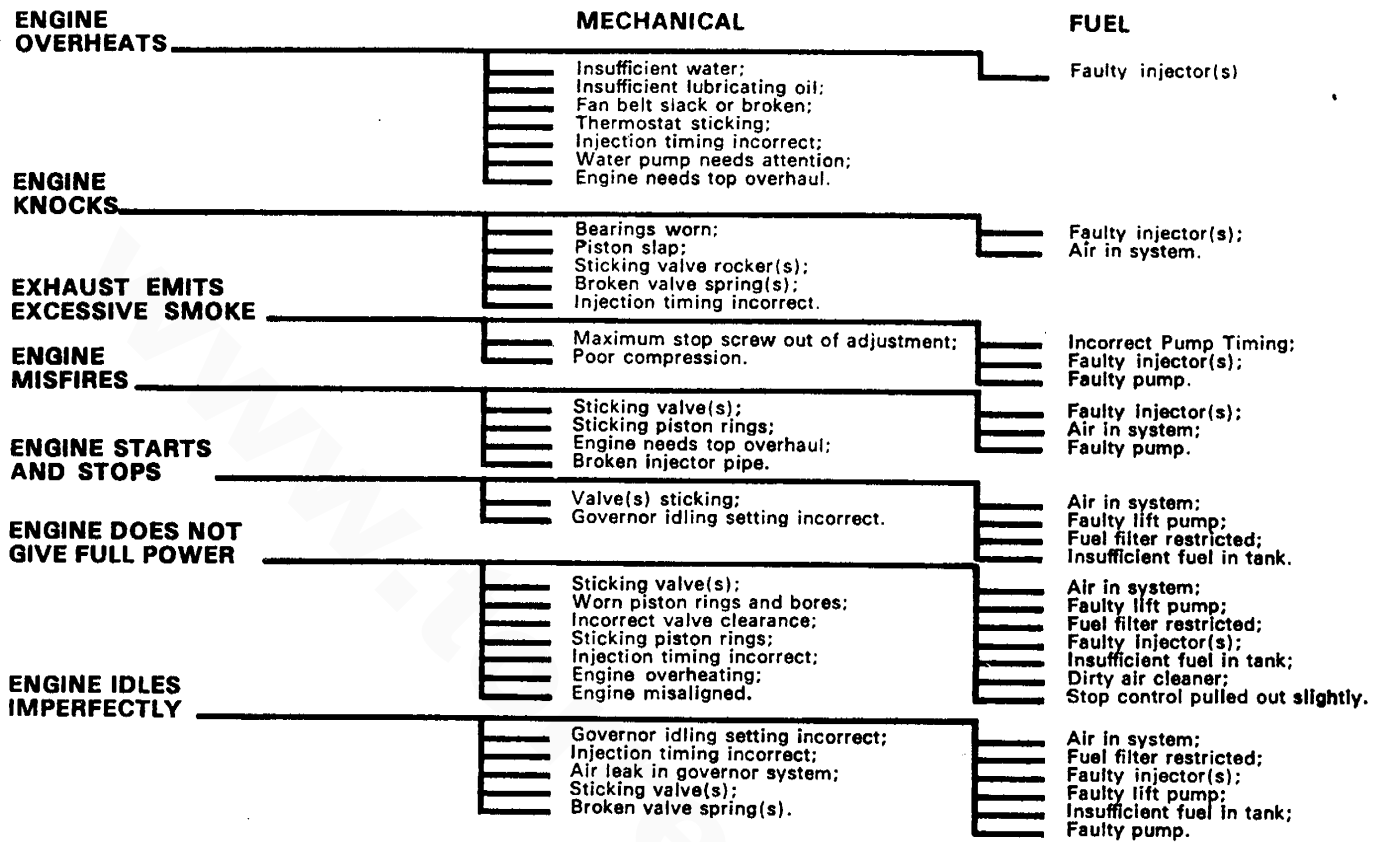 ENGINE
OVERHEATS
MECHANICAL
FUEL
Insufficient water;
Insufficient lubricating oil;
Fan belt slack or broken;
Thermostat sticking;
Injection timing incorrect;
Water pump needs attention;
Engine needs top overhaul.
Faulty injector(s)
ENGINE
KNOCKS
Bearings worn;
Piston slap;
Sticking valve rocker(s);
Broken valve spring(s);
Injection timing incorrect.
Faulty injector(s);
Air in system.
EXHAUST EMITS
EXCESSIVE SMOKE
Maximum stop screw out of adjustment;
Poor compression.
Incorrect Pump Timing;
Faulty injector(s);
Faulty pump.
ENGINE
MISFIRES
Sticking valve(s);
Sticking piston rings;
Engine needs top overhaul;
Broken injector pipe.
Faulty injector(s);
Air in system;
Faulty pump.
ENGINE STARTS
AND STOPS
Valve(s) sticking;
Governor idling setting incorrect.
Air in system;
Faulty lift pump;
Fuel filter restricted;
Insufficient fuel in tank.
ENGINE DOES NOT
GIVE FULL POWER
Sticking valve(s);
Worn piston rings and bores;
Incorrect valve clearance;
Sticking piston rings;
Injection timing incorrect;
Engine overheating;
Engine misaligned.
Air in system;
Faulty lift pump;
Fuel filter restricted;
Faulty injector(s);
Insufficient fuel in tank;
Dirty air cleaner;
Stop control pulled out slightly.
ENGINE IDLES
IMPERFECTLY
Governor idling setting incorrect;
Injection timing incorrect;
Air leak in governor system;
Sticking valve(s);
Broken valve spring(s).
Air in system;
Fuel filter restricted;
Faulty injector(s);
Faulty lift pump;
Insufficient fuel in tank;
Faulty pump.